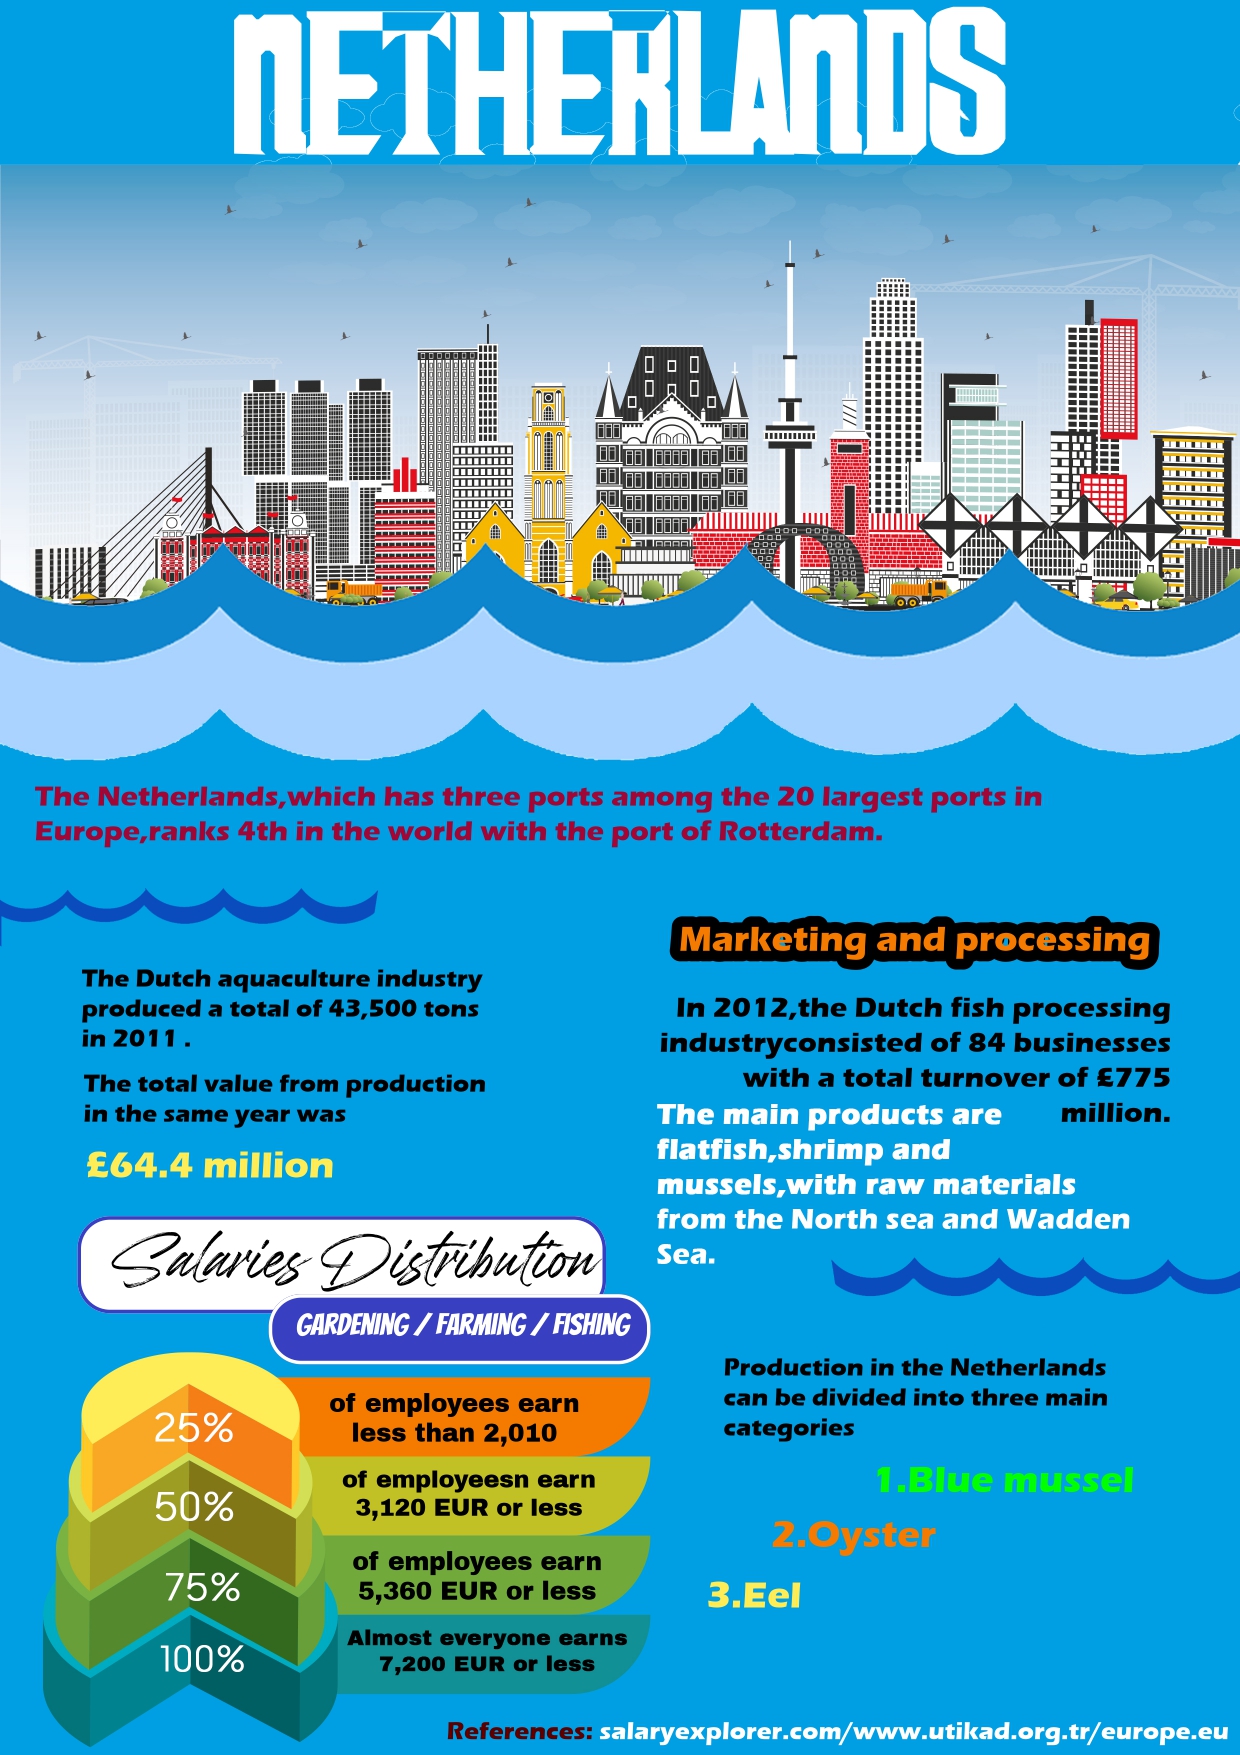 NETHERLANDS
The Netherlands,which has three ports among the 20 largest ports in
Europe,ranks 4th in the world with the port of Rotterdam.
The Dutch aquaculture industry
produced a total of 43,500 tons
in 2011 .
The total value from production
in the same year was
£64.4 million
Marketing and processing
In 2012,the Dutch fish processing
industryconsisted of 84 businesses
with a total turnover of £775
million.
The main products are
flatfish,shrimp and
mussels,with raw materials
from the North sea and Wadden
Sea.
Salaries Distribution
GARDENING / FARMING / FISHING
25%
of employees earn
less than 2,010
50%
of employeesn earn
3,120 EUR or less
75%
of employees earn
5,360 EUR or less
100%
Almost everyone earns
7,200 EUR or less
Production in the Netherlands
can be divided into three main
categories
1.Blue mussel
2.Oyster
3.Eel
References: salaryexplorer.com/www.utikad.org.tr/europe.eu